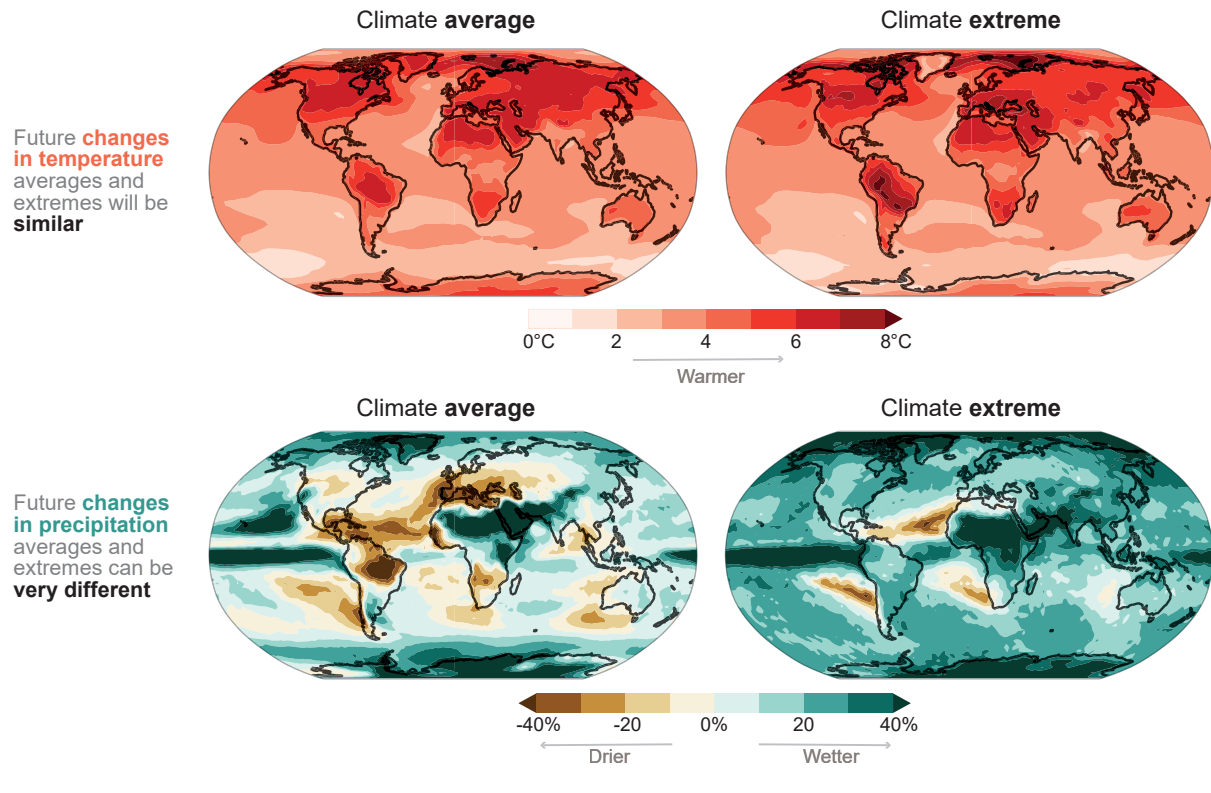 Climate average
Climate extreme
Future changes
in temperature
averages and
extremes will be
similar
0°C 2 4 6 8°C
Warmer
Climate average
Climate extreme
Future changes
in precipitation
averages and
extremes can be
very different
-40% -20 0% 20 40%
Drier
Wetter